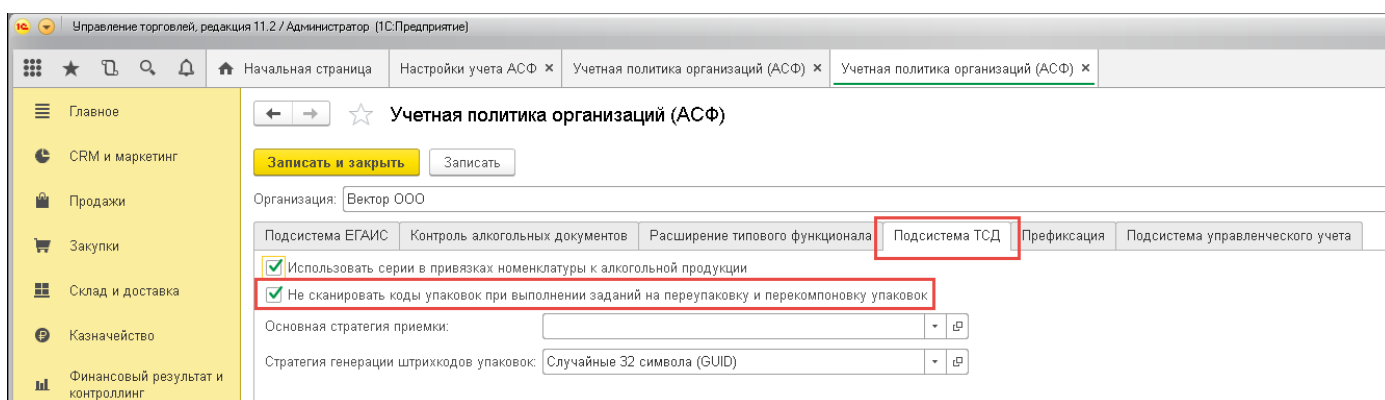 Управление торговлей, редакция 11.2 / Администратор (1С:Предприятие)
Начальная страница
Настройки учета АСФ ×
Учетная политика организаций (АСФ) ×
Учетная политика организаций (АСФ) ×
Главное
CRM и маркетинг
Продажи
Закупки
Склад и доставка
Казначейство
Финансовый результат и
контроллинг
Учетная политика организаций (АСФ)
Записать и закрыть
Записать
Организация: Вектор ООО
Подсистема ЕГАИС
Контроль алкогольных документов
Расширение типового функционала
Подсистема ТСД
Префиксация
Подсистема управленческого учета
Использовать серии в привязках номенклатуры к алкогольной продукции
Не сканировать коды упаковок при выполнении заданий на переупаковку и перекомпоновку упаковок
Основная стратегия приемки:
Стратегия генерации штрихкодов упаковок: Случайные 32 символа (GUID)